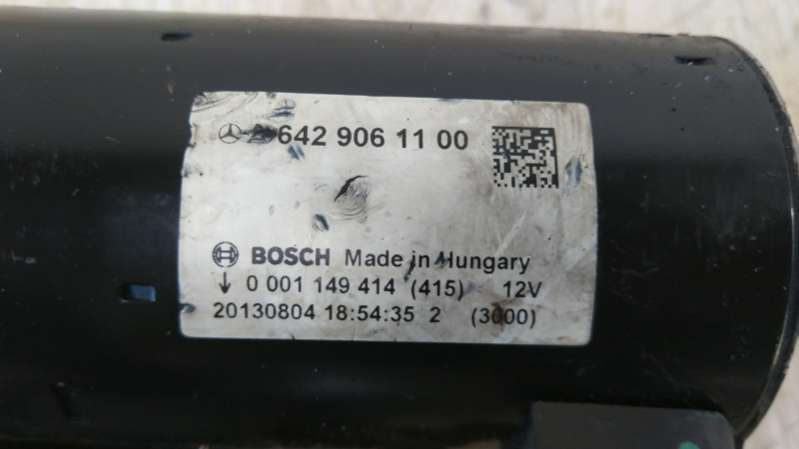 642 906 11 00
BOSCH Made in Hungary
↓ 0 001 149 414 (415) 12V
20130804 18:54:35 2 (3000)